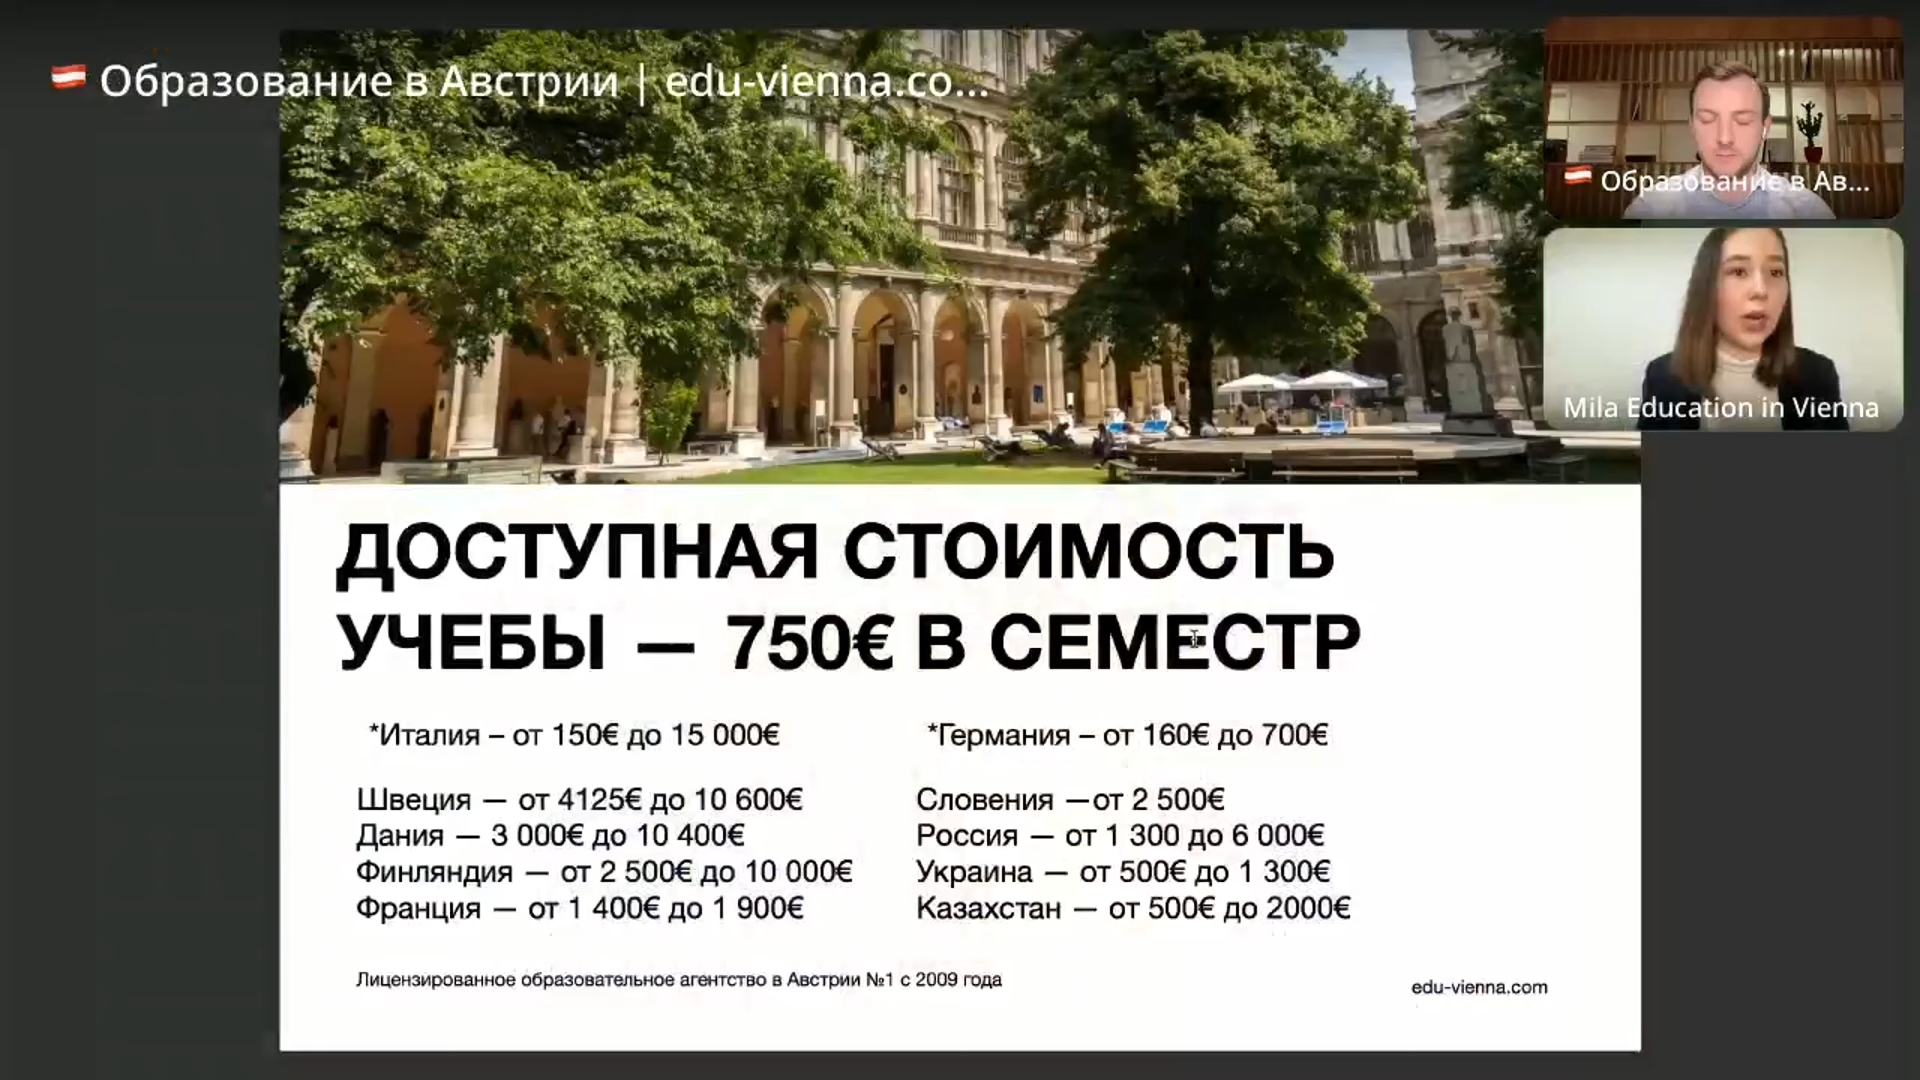 🇦🇹 Образование в Австрии | edu-vienna.co...
🇦🇹 Образование в Ав...
Mila Education in Vienna
ДОСТУПНАЯ СТОИМОСТЬ
УЧЕБЫ — 750€ В СЕМЕСТР
*Италия – от 150€ до 15 000€
*Германия – от 160€ до 700€
Швеция — от 4125€ до 10 600€
Дания — 3 000€ до 10 400€
Финляндия — от 2 500€ до 10 000€
Франция — от 1 400€ до 1 900€
Словения —от 2 500€
Россия — от 1 300 до 6 000€
Украина — от 500€ до 1 300€
Казахстан — от 500€ до 2000€
Лицензированное образовательное агентство в Австрии №1 с 2009 года
edu-vienna.com